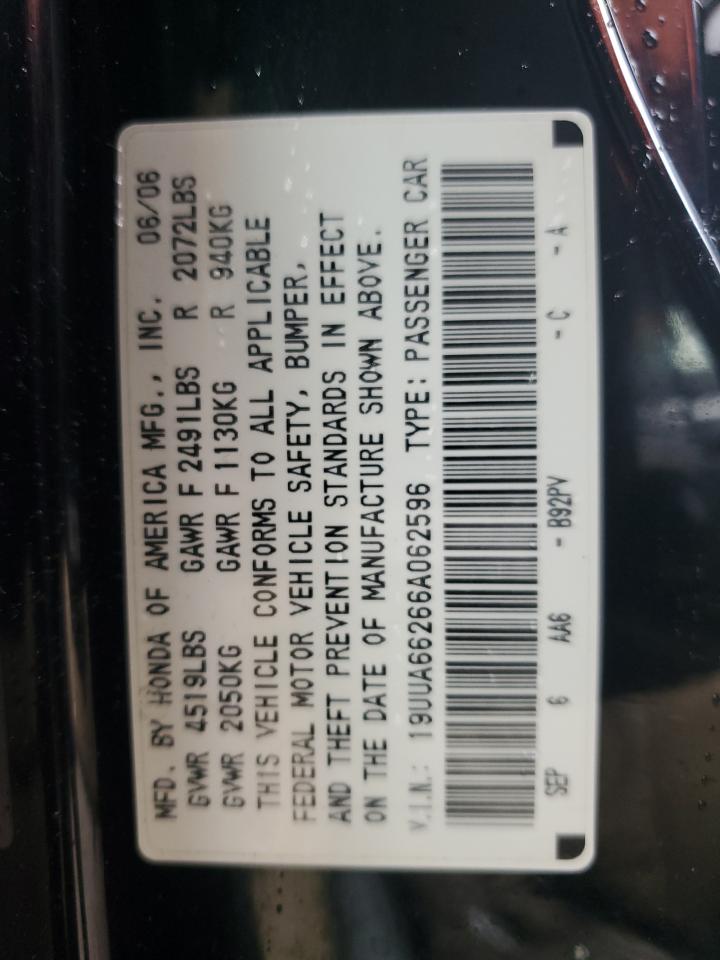 MFD. BY HONDA OF AMERICA MFG., INC. 06/06
GVWR 4519LBS GAWR F 2491LBS R 2072LBS
GVWR 2050KG GAWR F 1130KG R 940KG
THIS VEHICLE CONFORMS TO ALL APPLICABLE
FEDERAL MOTOR VEHICLE SAFETY, BUMPER,
AND THEFT PREVENTION STANDARDS IN EFFECT
ON THE DATE OF MANUFACTURE SHOWN ABOVE.
V.I.N.: 19UUA66266A062596 TYPE: PASSENGER CAR
SEP 6 AA6 - B92PV - C - A